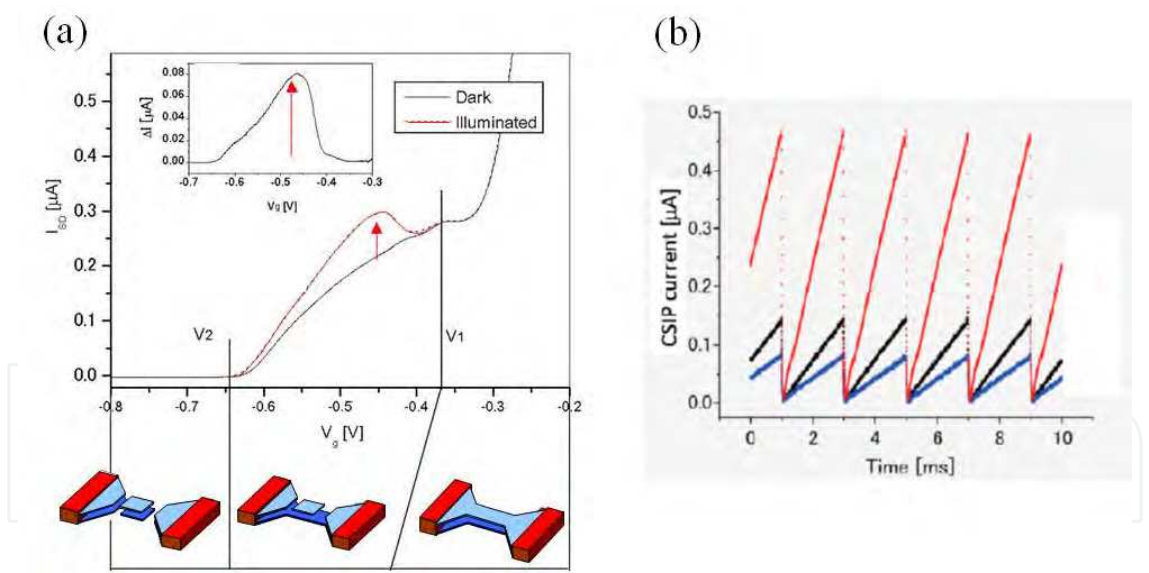 (a)
0.5
0.4
0.3
0.2
0.1
0.0
I_SD [μA]
-0.8 -0.7 -0.6 -0.5 -0.4 -0.3 -0.2
Vg [V]
V2
V1
0.08
0.06
0.04
0.02
0.00
ΔI [μA]
-0.7 -0.6 -0.5 -0.4 -0.3
Vg [V]
Dark
Illuminated
(b)
0.5
0.4
0.3
0.2
0.1
0.0
CSIP current [μA]
0 2 4 6 8 10
Time [ms]